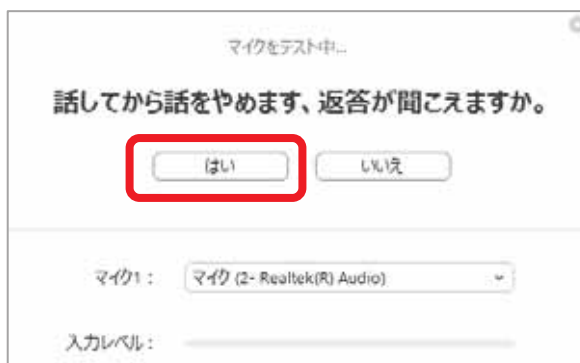 マイクをテスト中...
話してから話をやめます、返答が聞こえますか。
はい いいえ
マイク1： マイク (2- Realtek(R) Audio)
入力レベル：